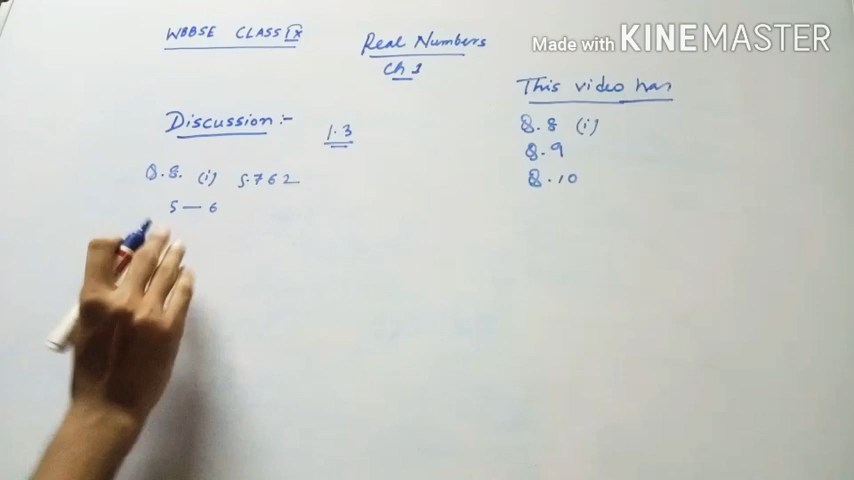 WBBSE CLASS IX
Real Numbers
Ch 1
Made with KINEMASTER
This video has
Q.8 (i)
Q.9
Q.10
Discussion:-
1.3
Q.8. (i) 5.762
5 — 6